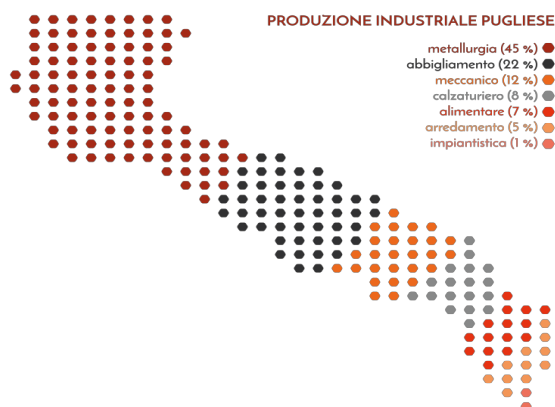 PRODUZIONE INDUSTRIALE PUGLIESE
metallurgia (45 %)
abbigliamento (22 %)
meccanico (12 %)
calzaturiero (8 %)
alimentare (7 %)
arredamento (5 %)
impiantistica (1 %)